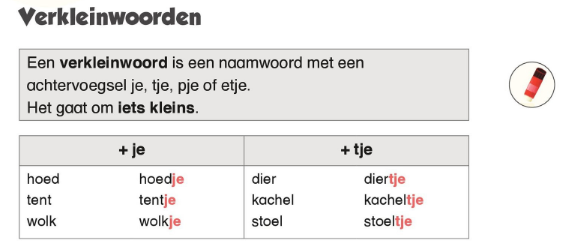 Verkleinwoorden
Een verkleinwoord is een naamwoord met een
achtervoegsel je, tje, pje of etje.
Het gaat om iets kleins.
+ je + tje
hoed hoedje dier diertje
tent tentje kachel kacheltje
wolk wolkje stoel stoeltje